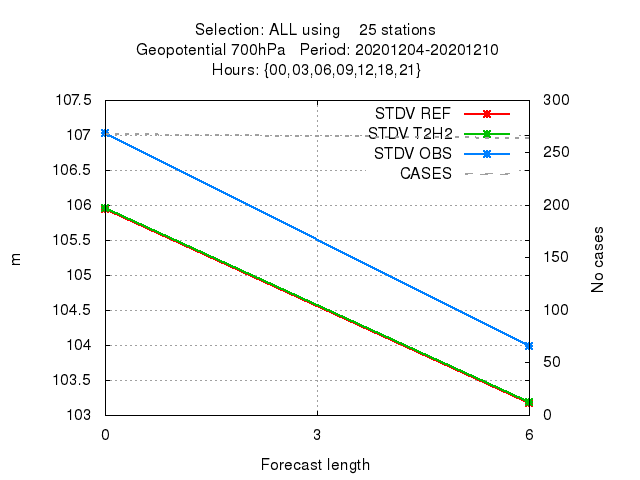 Selection: ALL using    25 stations
Geopotential 700hPa   Period: 20201204-20201210
Hours: {00,03,06,09,12,18,21}
107.5
107
106.5
106
105.5
105
104.5
104
103.5
103
300
250
200
150
100
50
0
STDV REF
STDV T2H2
STDV OBS
CASES
m
No cases
0
3
6
Forecast length